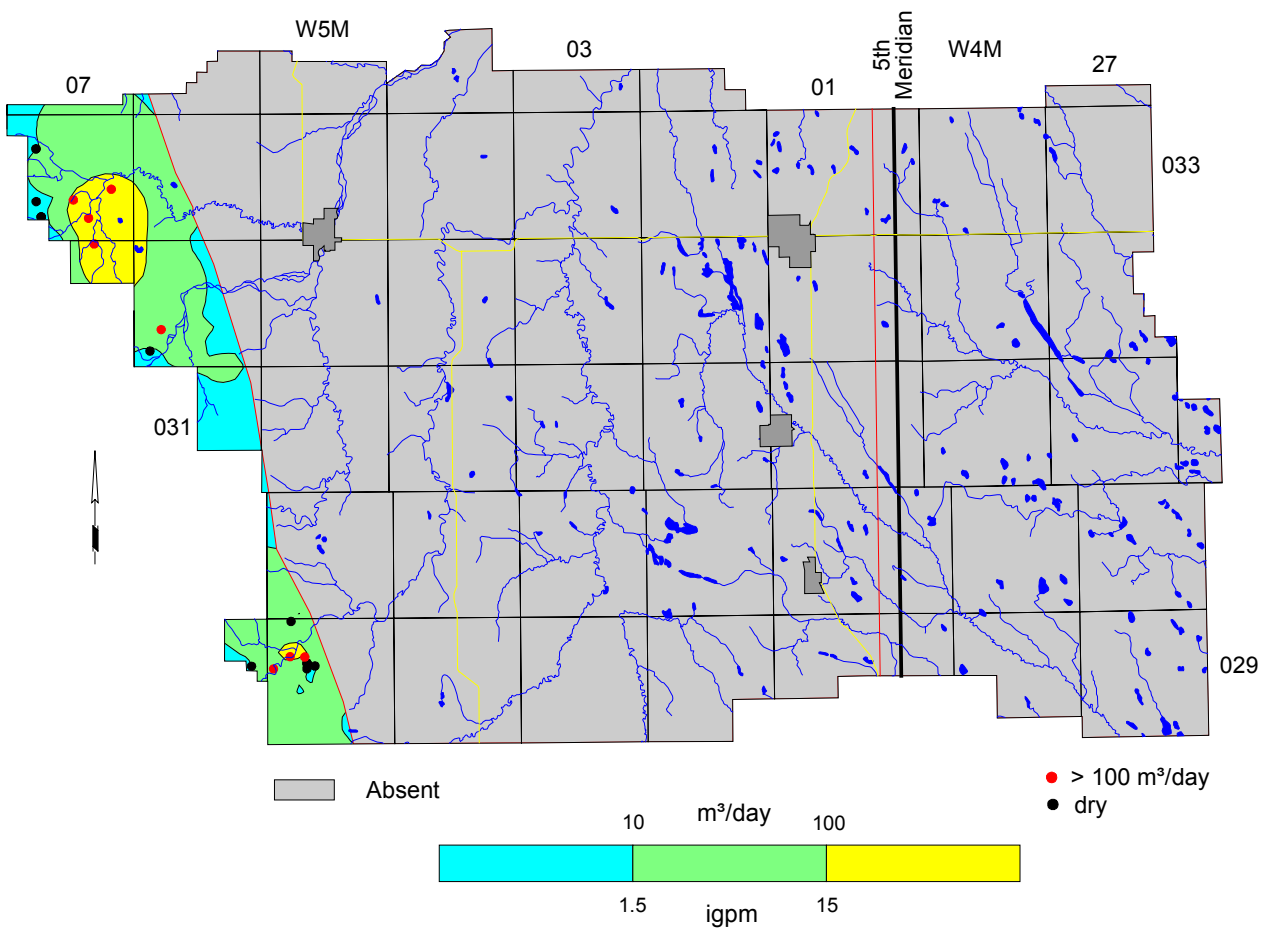 W5M
03
5th
Meridian
W4M
27
07
01
033
031
029
Absent
> 100 m³/day
dry
10 m³/day 100
1.5 igpm 15